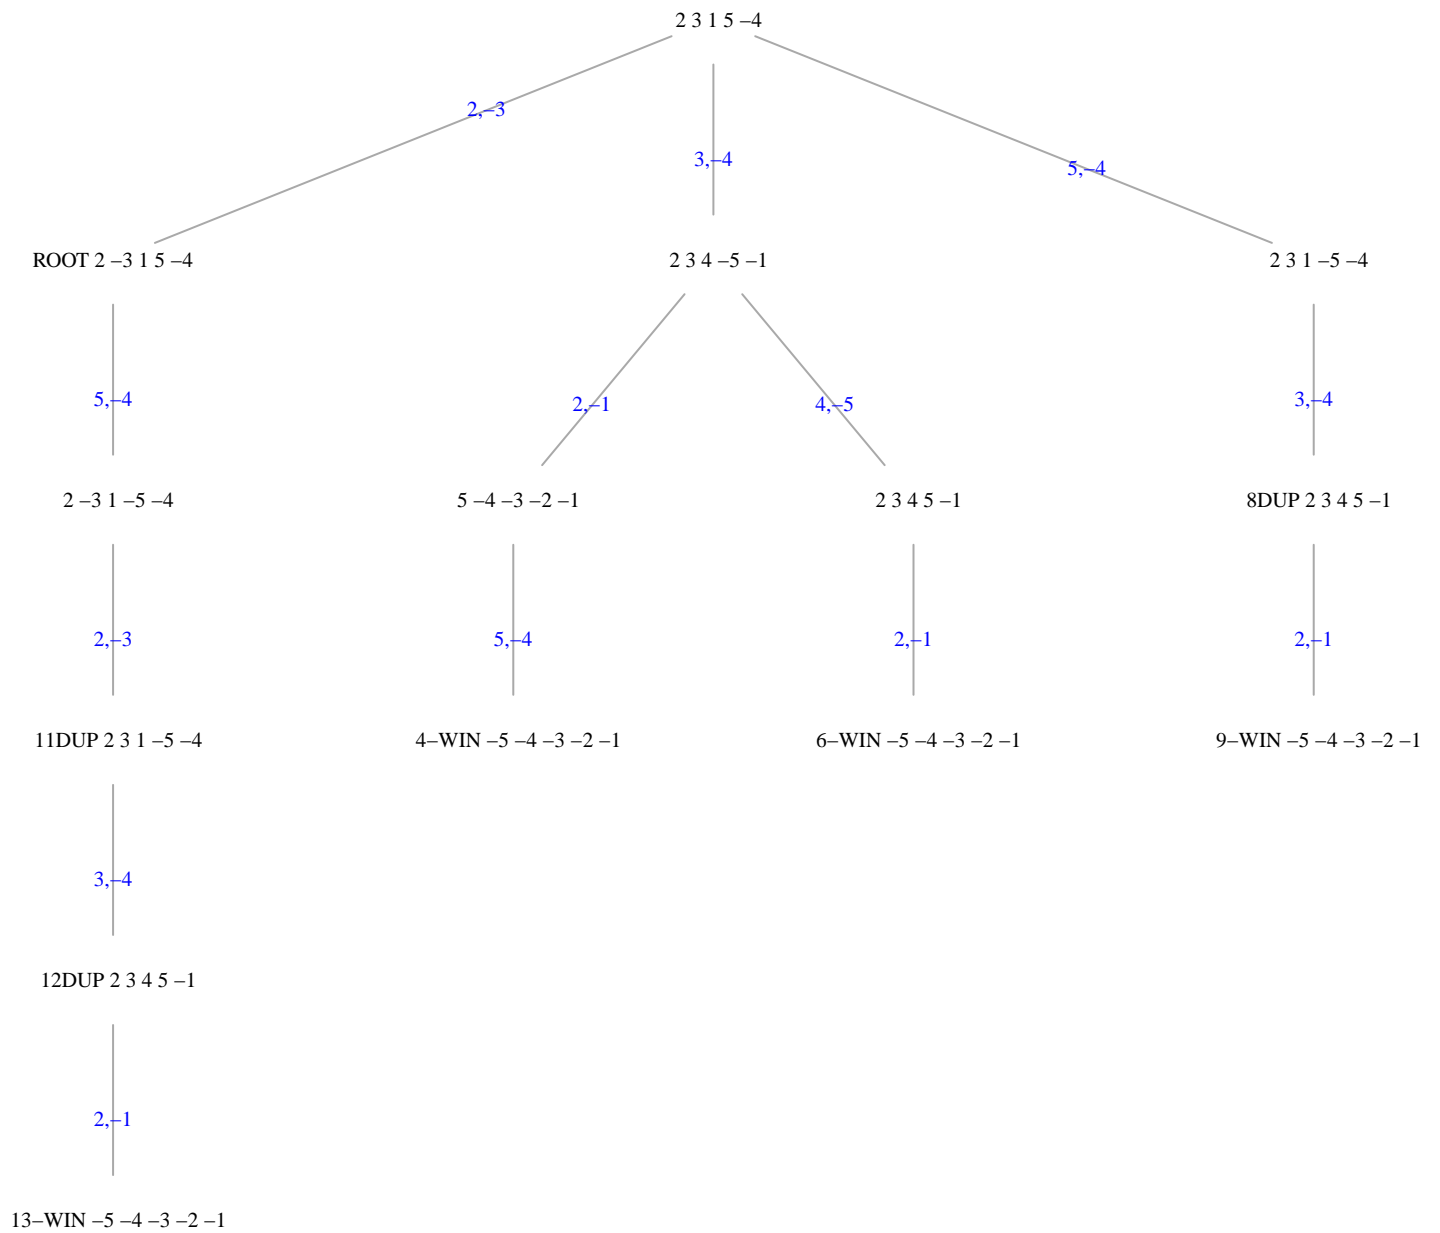 2 3 1 5 –4
2,–3
3,–4
5,–4
ROOT 2 –3 1 5 –4
2 3 4 –5 –1
2 3 1 –5 –4
5,–4
2,–1
4,–5
3,–4
2 –3 1 –5 –4
5 –4 –3 –2 –1
2 3 4 5 –1
8DUP 2 3 4 5 –1
2,–3
5,–4
2,–1
2,–1
11DUP 2 3 1 –5 –4
4–WIN –5 –4 –3 –2 –1
6–WIN –5 –4 –3 –2 –1
9–WIN –5 –4 –3 –2 –1
3,–4
12DUP 2 3 4 5 –1
2,–1
13–WIN –5 –4 –3 –2 –1